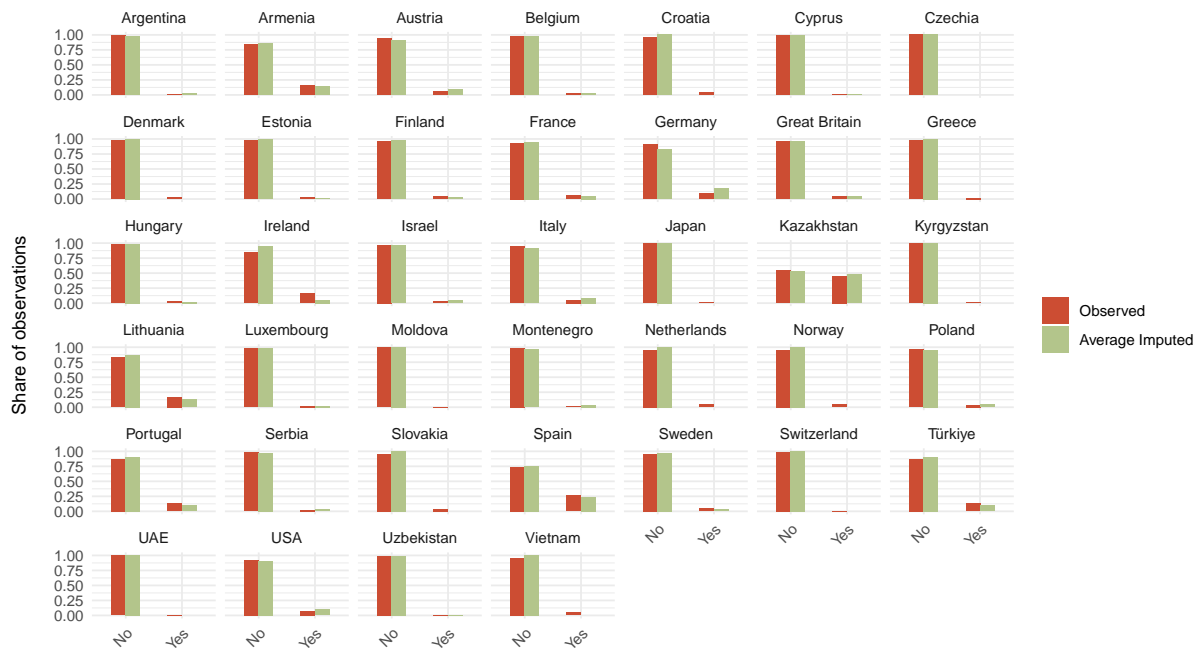 Argentina Armenia Austria Belgium Croatia Cyprus Czechia
1.00
0.75
0.50
0.25
0.00
Denmark Estonia Finland France Germany Great Britain Greece
1.00
0.75
0.50
0.25
0.00
Hungary Ireland Israel Italy Japan Kazakhstan Kyrgyzstan
1.00
0.75
0.50
0.25
0.00
Lithuania Luxembourg Moldova Montenegro Netherlands Norway Poland
1.00
0.75
0.50
0.25
0.00
Portugal Serbia Slovakia Spain Sweden Switzerland Türkiye
1.00
0.75
0.50
0.25
0.00
No Yes No Yes No Yes
UAE USA Uzbekistan Vietnam
1.00
0.75
0.50
0.25
0.00
No Yes No Yes No Yes No Yes
Share of observations
Observed
Average Imputed